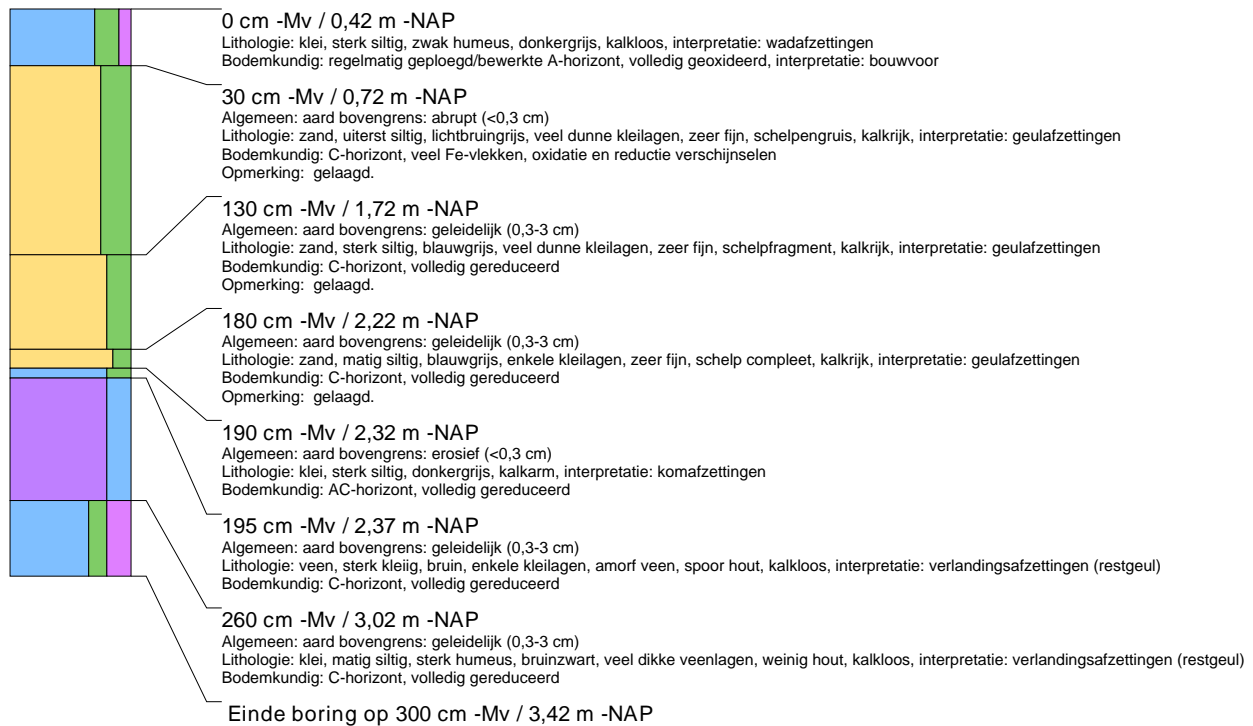 0 cm -Mv / 0,42 m -NAP
Lithologie: klei, sterk siltig, zwak humeus, donkergrijs, kalkloos, interpretatie: wadafzettingen
Bodemkundig: regelmatig geploegd/bewerkte A-horizont, volledig geoxideerd, interpretatie: bouwvoor
30 cm -Mv / 0,72 m -NAP
Algemeen: aard bovengrens: abrupt (<0,3 cm)
Lithologie: zand, uiterst siltig, lichtbruingrijs, veel dunne kleilagen, zeer fijn, schelpengruis, kalkrijk, interpretatie: geulafzettingen
Bodemkundig: C-horizont, veel Fe-vlekken, oxidatie en reductie verschijnselen
Opmerking: gelaagd.
130 cm -Mv / 1,72 m -NAP
Algemeen: aard bovengrens: geleidelijk (0,3-3 cm)
Lithologie: zand, sterk siltig, blauwgrijs, veel dunne kleilagen, zeer fijn, schelpfragment, kalkrijk, interpretatie: geulafzettingen
Bodemkundig: C-horizont, volledig gereduceerd
Opmerking: gelaagd.
180 cm -Mv / 2,22 m -NAP
Algemeen: aard bovengrens: geleidelijk (0,3-3 cm)
Lithologie: zand, matig siltig, blauwgrijs, enkele kleilagen, zeer fijn, schelp compleet, kalkrijk, interpretatie: geulafzettingen
Bodemkundig: C-horizont, volledig gereduceerd
Opmerking: gelaagd.
190 cm -Mv / 2,32 m -NAP
Algemeen: aard bovengrens: erosief (<0,3 cm)
Lithologie: klei, sterk siltig, donkergrijs, kalkarm, interpretatie: komafzettingen
Bodemkundig: AC-horizont, volledig gereduceerd
195 cm -Mv / 2,37 m -NAP
Algemeen: aard bovengrens: geleidelijk (0,3-3 cm)
Lithologie: veen, sterk kleiig, bruin, enkele kleilagen, amorf veen, spoor hout, kalkloos, interpretatie: verlandingsafzettingen (restgeul)
Bodemkundig: C-horizont, volledig gereduceerd
260 cm -Mv / 3,02 m -NAP
Algemeen: aard bovengrens: geleidelijk (0,3-3 cm)
Lithologie: klei, matig siltig, sterk humeus, bruinzwart, veel dikke veenlagen, weinig hout, kalkloos, interpretatie: verlandingsafzettingen (restgeul)
Bodemkundig: C-horizont, volledig gereduceerd
Einde boring op 300 cm -Mv / 3,42 m -NAP